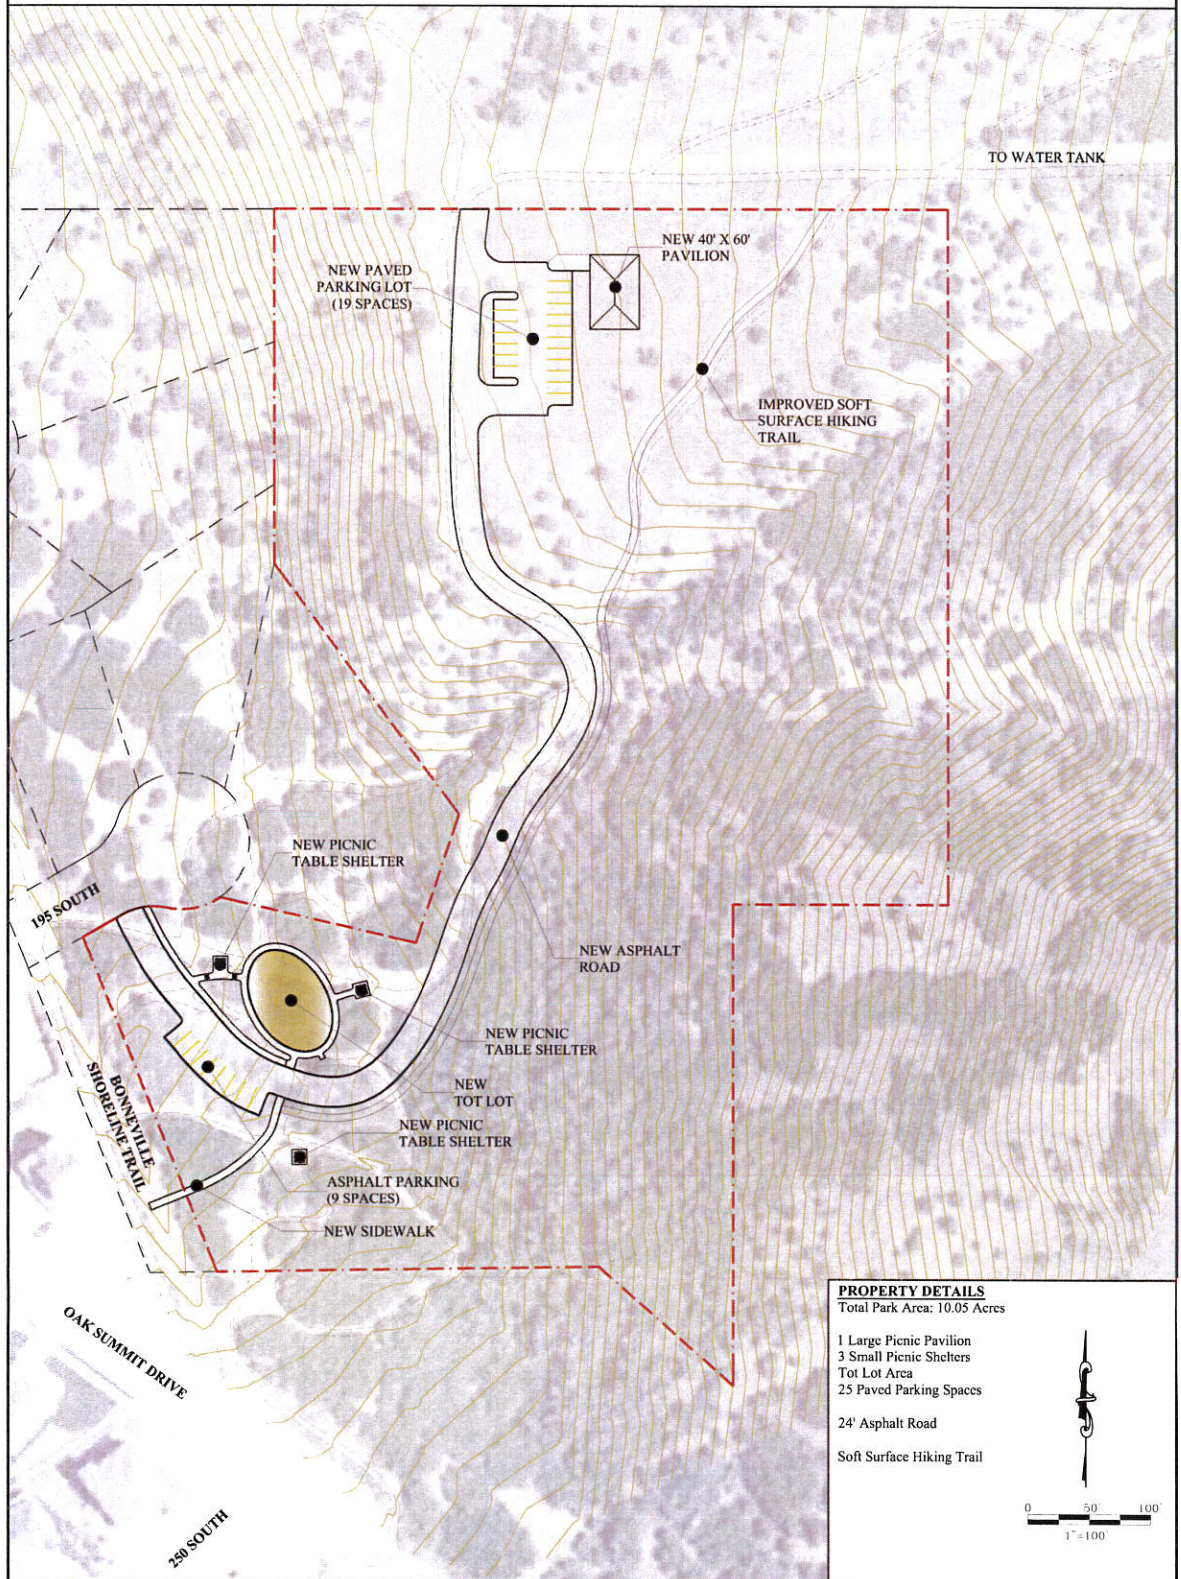 TO WATER TANK
NEW 40' X 60'
PAVILION
NEW PAVED
PARKING LOT
(19 SPACES)
IMPROVED SOFT
SURFACE HIKING
TRAIL
NEW PICNIC
TABLE SHELTER
195 SOUTH
NEW ASPHALT
ROAD
NEW PICNIC
TABLE SHELTER
NEW
TOT LOT
BONNEVILLE
SHORELINE TRAIL
NEW PICNIC
TABLE SHELTER
ASPHALT PARKING
(9 SPACES)
NEW SIDEWALK
OAK SUMMIT DRIVE
250 SOUTH
PROPERTY DETAILS
Total Park Area: 10.05 Acres
1 Large Picnic Pavilion
3 Small Picnic Shelters
Tot Lot Area
25 Paved Parking Spaces
24' Asphalt Road
Soft Surface Hiking Trail
0 50' 100'
1"=100'